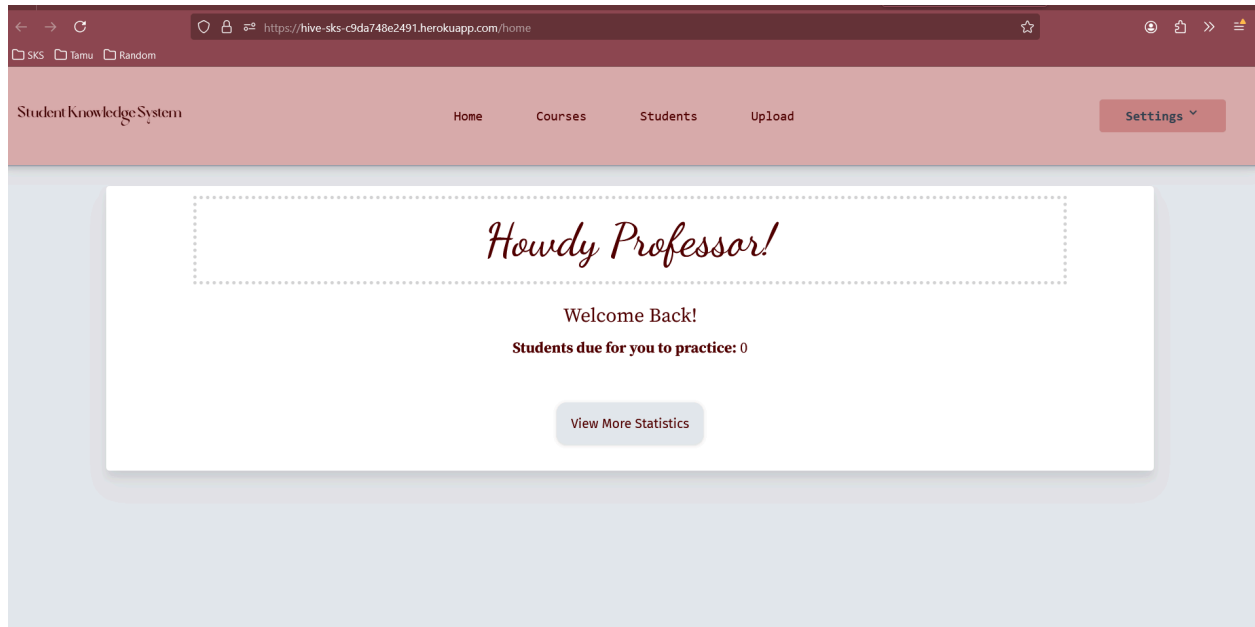 https://hive-sks-c9da748e2491.herokuapp.com/home
SKS Tamu Random
Student Knowledge System
Home Courses Students Upload
Settings
Howdy Professor!
Welcome Back!
Students due for you to practice: 0
View More Statistics